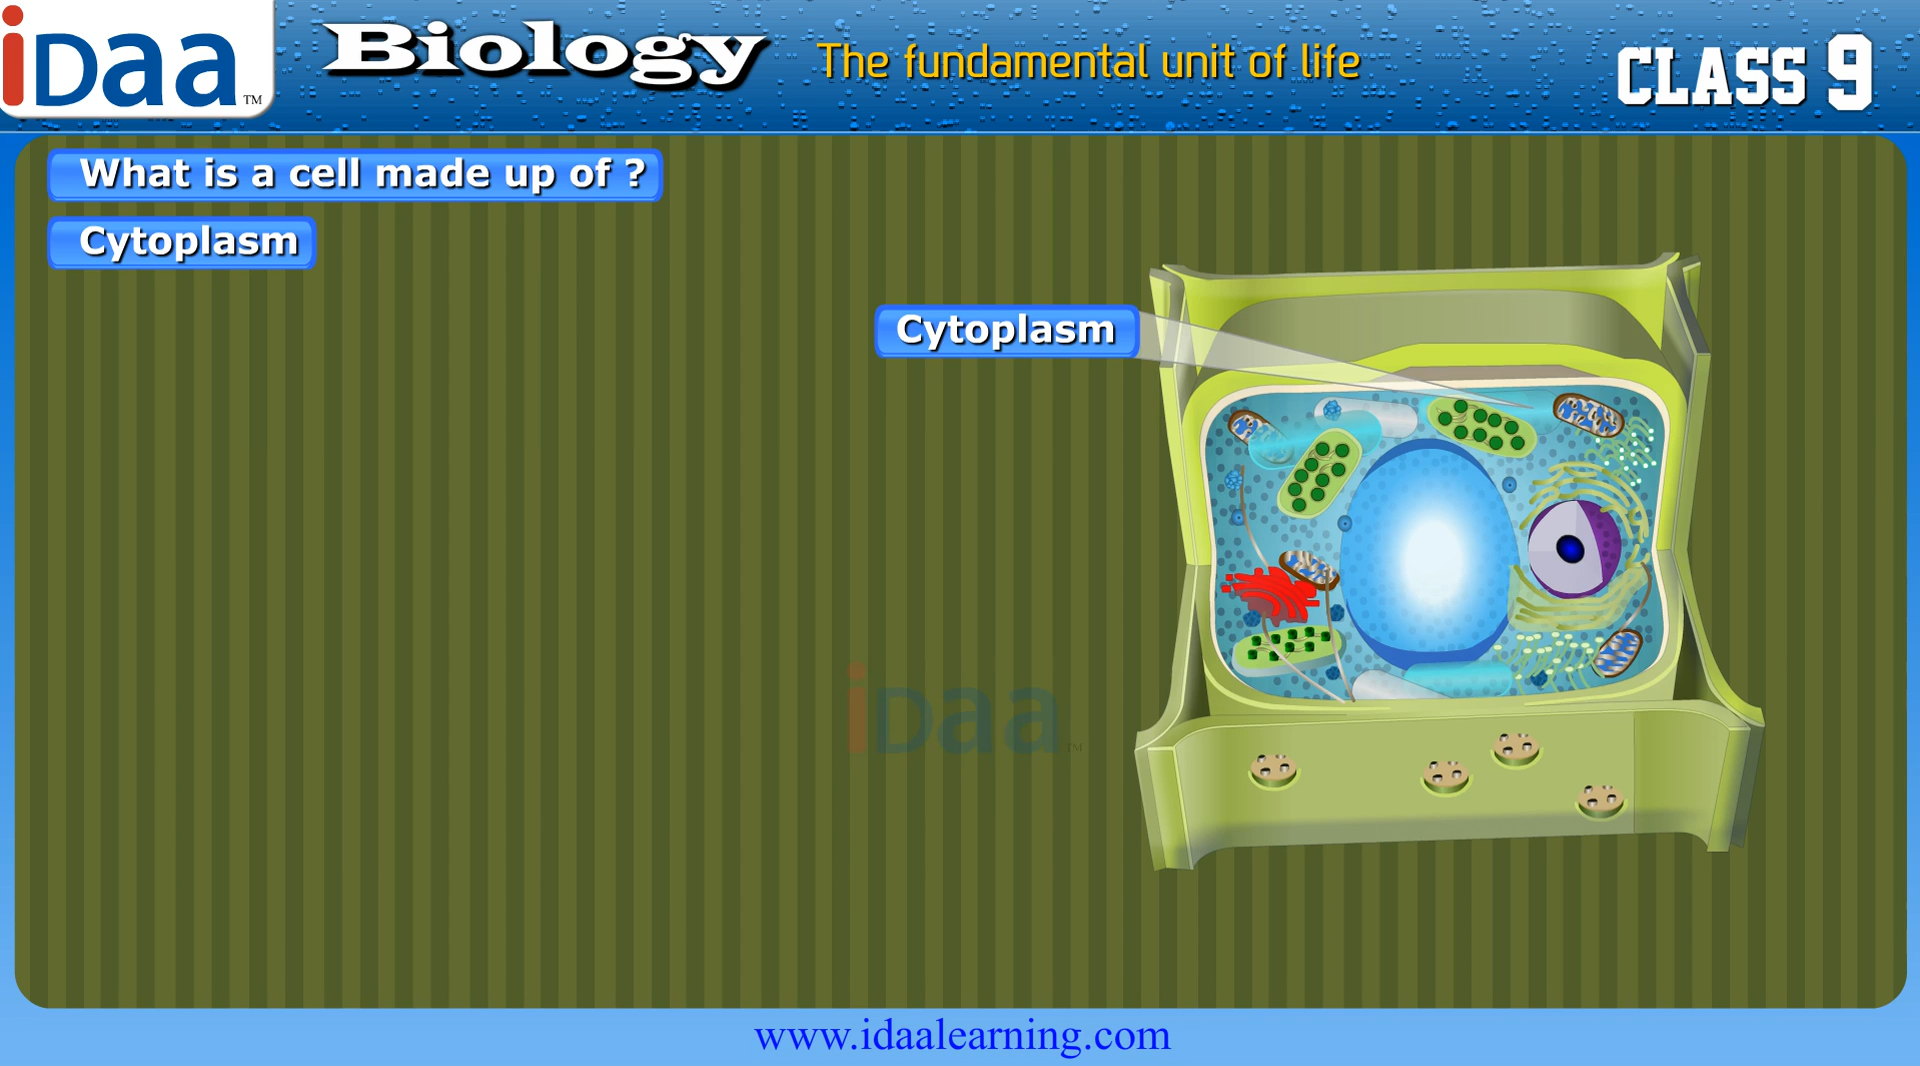 iDaa™
Biology
The fundamental unit of life
CLASS 9
What is a cell made up of ?
Cytoplasm
Cytoplasm
iDaa™
www.idaalearning.com